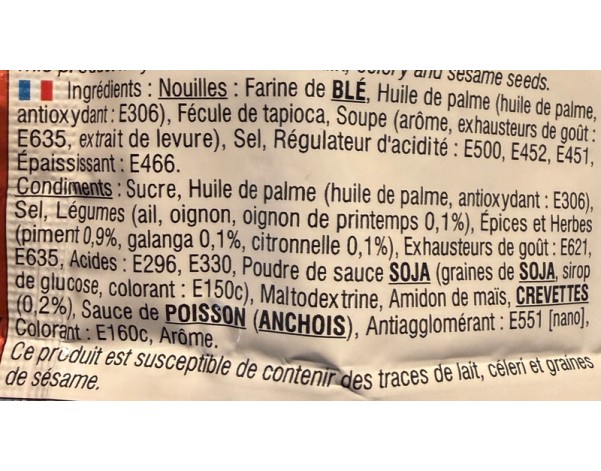 ry and sesame seeds.
Ingrédients : Nouilles : Farine de BLÉ, Huile de palme (huile de palme,
antioxydant : E306), Fécule de tapioca, Soupe (arôme, exhausteurs de goût :
E635, extrait de levure), Sel, Régulateur d'acidité : E500, E452, E451,
Épaississant : E466.
Condiments : Sucre, Huile de palme (huile de palme, antioxydant : E306),
Sel, Légumes (ail, oignon, oignon de printemps 0,1%), Épices et Herbes
(piment 0,9%, galanga 0,1%, citronnelle 0,1%), Exhausteurs de goût : E621,
E635, Acides : E296, E330, Poudre de sauce SOJA (graines de SOJA, sirop
de glucose, colorant : E150c), Maltodextrine, Amidon de maïs, CREVETTES
(0,2%), Sauce de POISSON (ANCHOIS), Antiagglomérant : E551 [nano],
Colorant : E160c, Arôme.
Ce produit est susceptible de contenir des traces de lait, céleri et graines
de sésame.